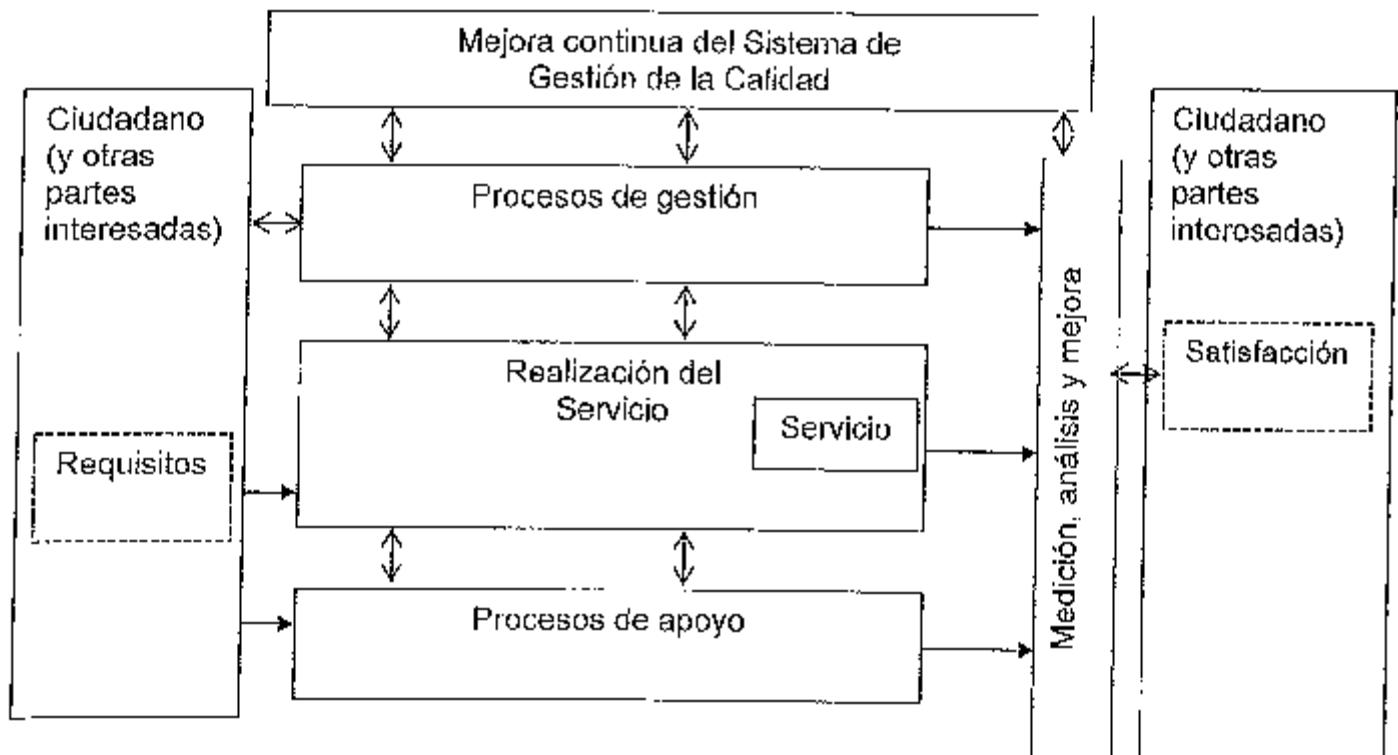 Mejora continua del Sistema de
Gestión de la Calidad
Ciudadano
(y otras
partes
interesadas)
Requisitos
Procesos de gestión
Realización del
Servicio
Servicio
Procesos de apoyo
Medición, análisis y mejora
Ciudadano
(y otras
partes
interesadas)
Satisfacción